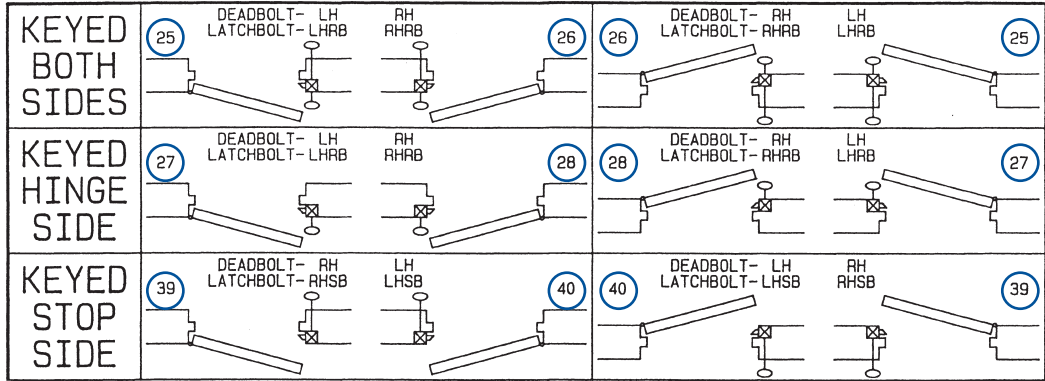 KEYED
BOTH
SIDES
25
DEADBOLT- LH RH
LATCHBOLT-LHRB RHRB
26
26
DEADBOLT- RH LH
LATCHBOLT-RHRB LHRB
25
KEYED
HINGE
SIDE
27
DEADBOLT- LH RH
LATCHBOLT-LHRB RHRB
28
28
DEADBOLT- RH LH
LATCHBOLT-RHRB LHRB
27
KEYED
STOP
SIDE
39
DEADBOLT- RH LH
LATCHBOLT-RHSB LHSB
40
40
DEADBOLT- LH RH
LATCHBOLT-LHSB RHSB
39